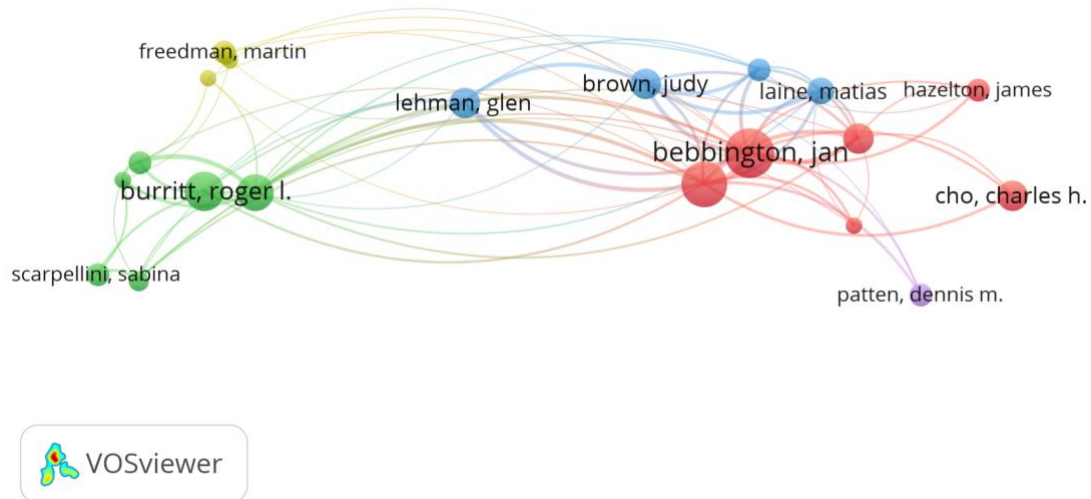 freedman, martin
brown, judy
laine, matias
hazelton, james
lehman, glen
bebbington, jan
burritt, roger l.
cho, charles h.
scarpellini, sabina
patten, dennis m.
VOSviewer